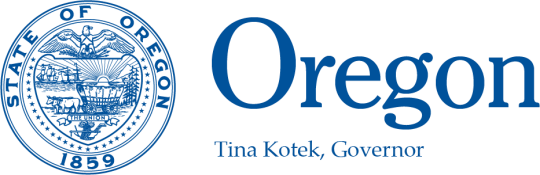 STATE OF OREGON
THE UNION
1859
Oregon
Tina Kotek, Governor